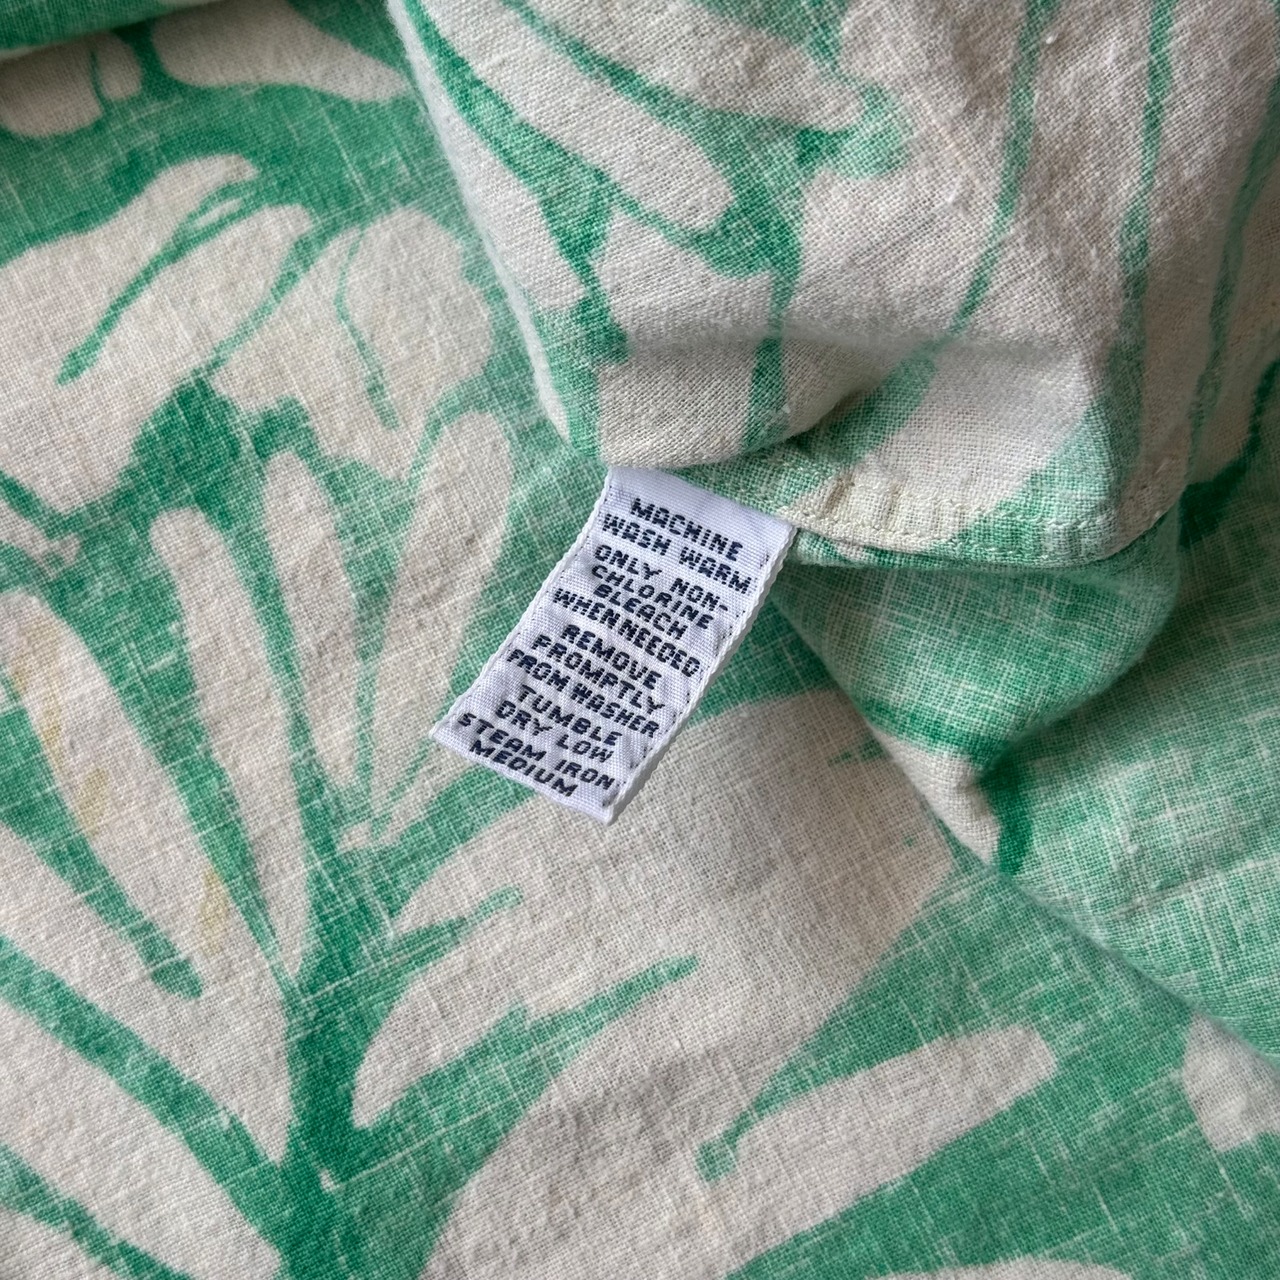 MACHINE
WASH WARM
ONLY NON-
CHLORINE
BLEACH
WHEN NEEDED
REMOVE
PROMPTLY
FROM WASHER
TUMBLE
DRY LOW
STEAM IRON
MEDIUM